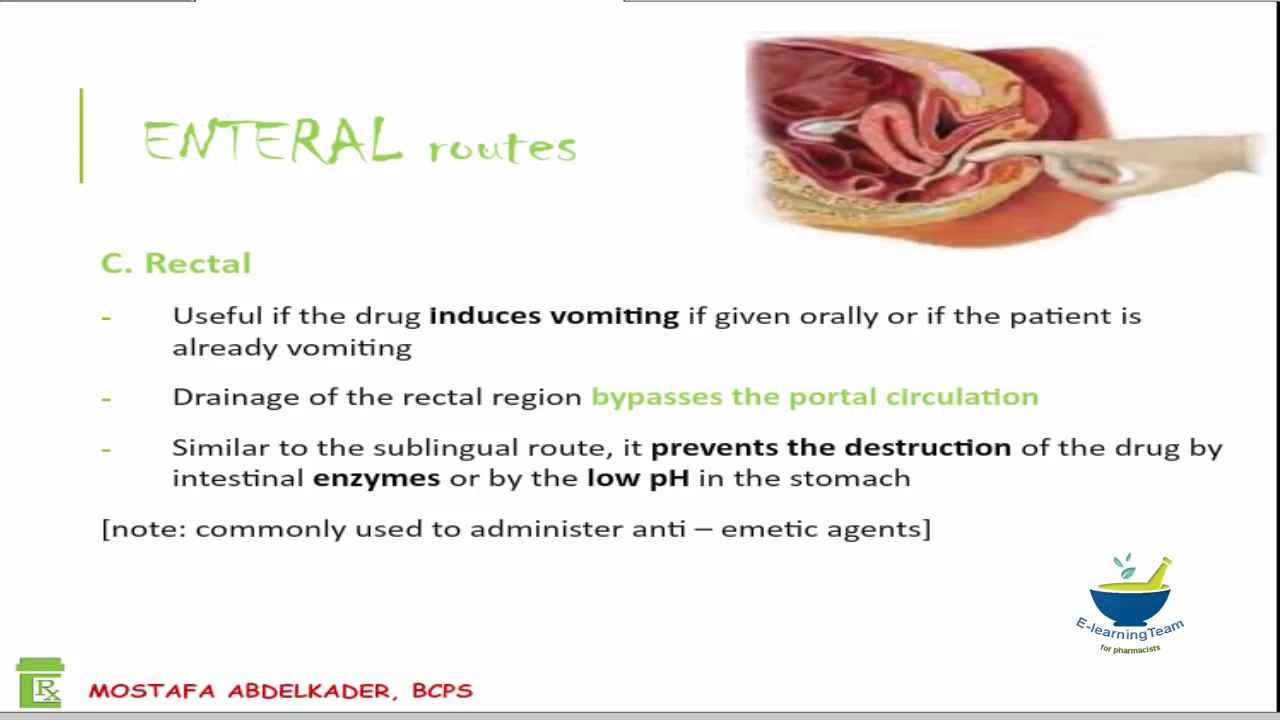 ENTERAL routes
C. Rectal
- Useful if the drug induces vomiting if given orally or if the patient is
already vomiting
- Drainage of the rectal region bypasses the portal circulation
- Similar to the sublingual route, it prevents the destruction of the drug by
intestinal enzymes or by the low pH in the stomach
[note: commonly used to administer anti – emetic agents]
E-learningTeam
for pharmacists
Rx
MOSTAFA ABDELKADER, BCPS